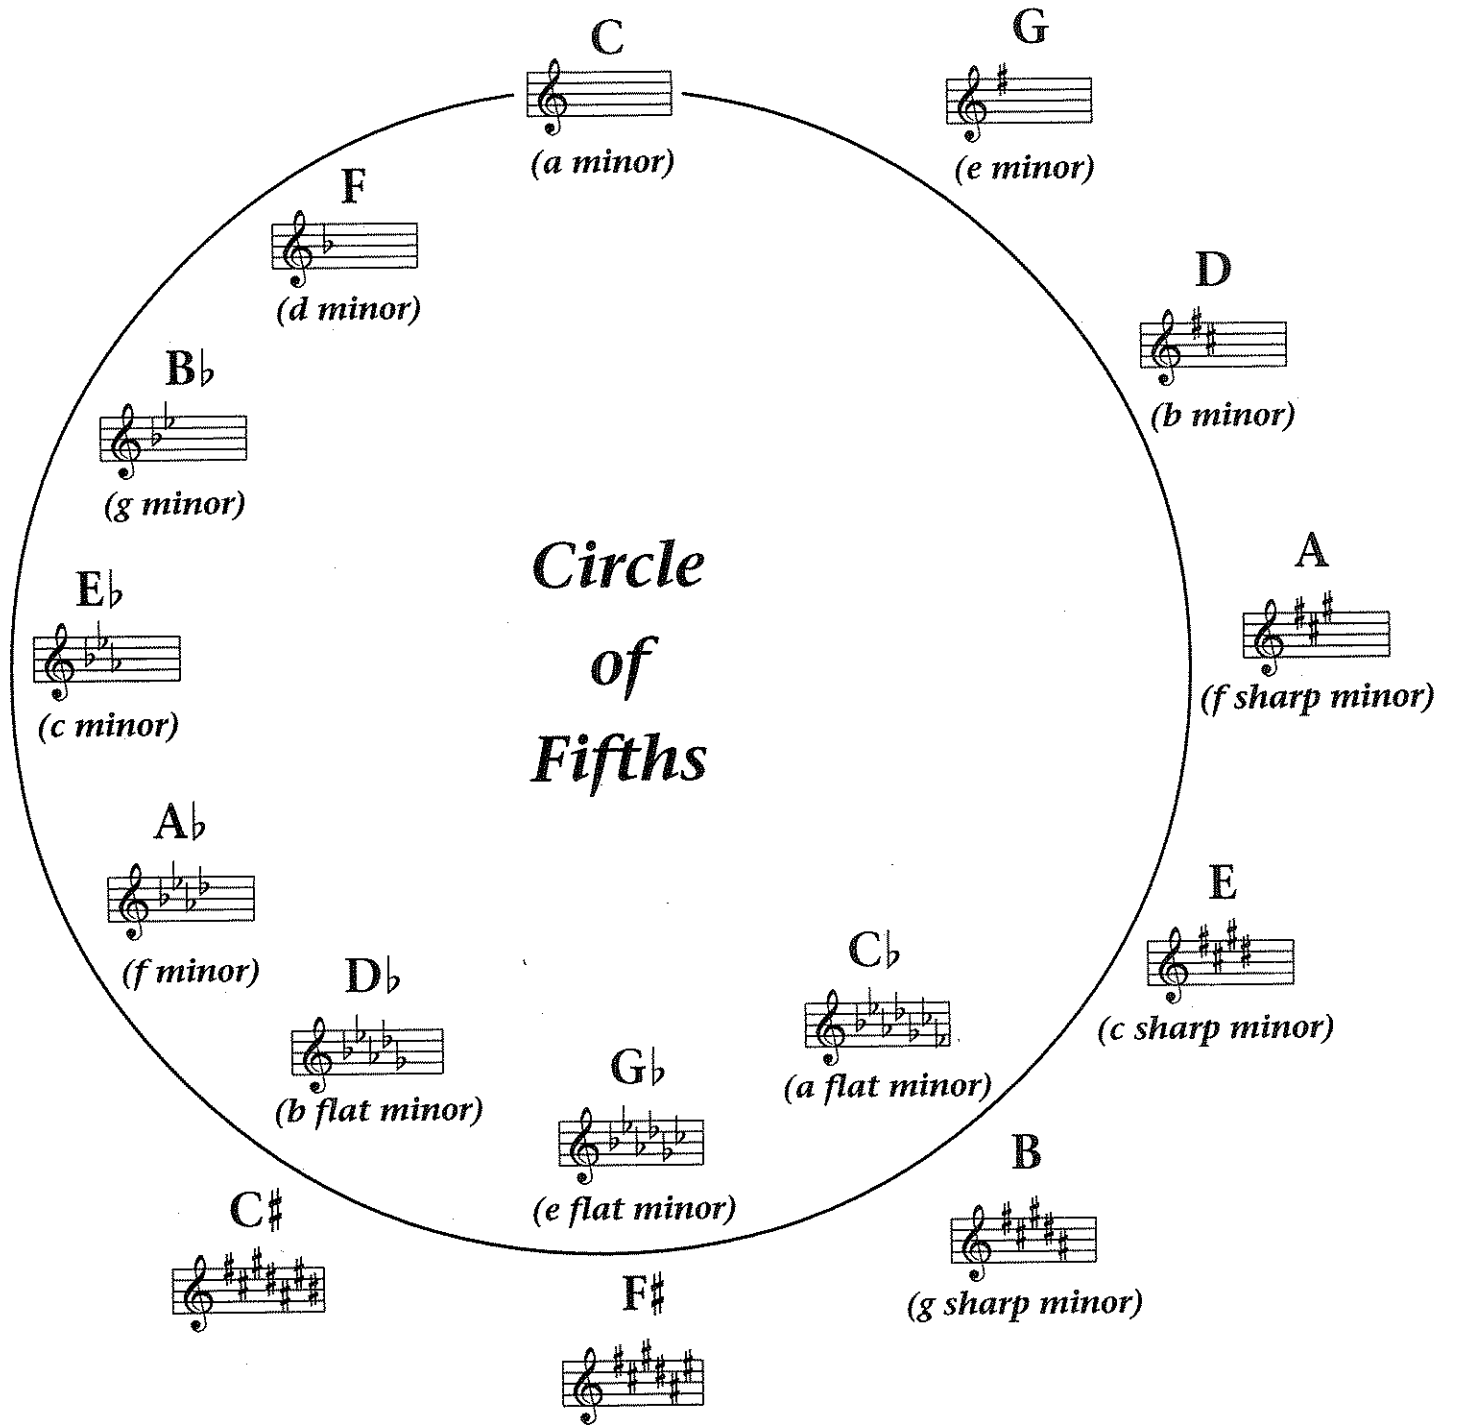 C
(a minor)
G
(e minor)
D
(b minor)
A
(f sharp minor)
E
(c sharp minor)
B
(g sharp minor)
F♯
C♯
F
(d minor)
B♭
(g minor)
E♭
(c minor)
A♭
(f minor)
D♭
(b flat minor)
G♭
(e flat minor)
C♭
(a flat minor)
Circle
of
Fifths